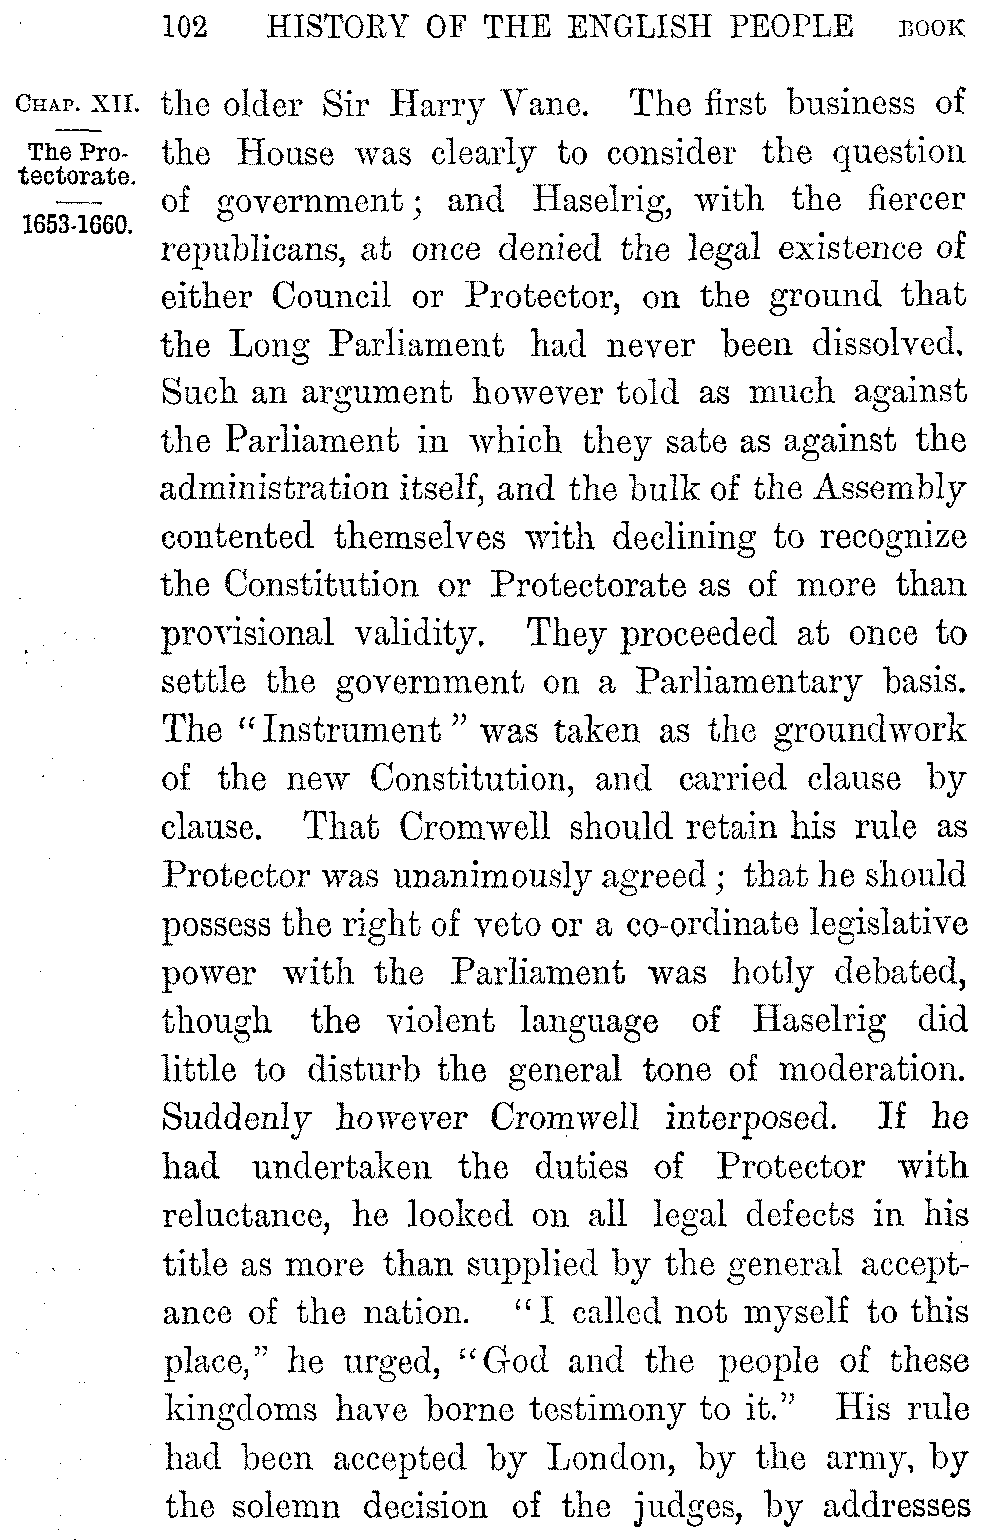 102 HISTORY OF THE ENGLISH PEOPLE BOOK
CHAP. XII.
The Pro-
tectorate.
1653-1660.
the older Sir Harry Vane. The first business of
the House was clearly to consider the question
of government; and Haselrig, with the fiercer
republicans, at once denied the legal existence of
either Council or Protector, on the ground that
the Long Parliament had never been dissolved.
Such an argument however told as much against
the Parliament in which they sate as against the
administration itself, and the bulk of the Assembly
contented themselves with declining to recognize
the Constitution or Protectorate as of more than
provisional validity. They proceeded at once to
settle the government on a Parliamentary basis.
The "Instrument" was taken as the groundwork
of the new Constitution, and carried clause by
clause. That Cromwell should retain his rule as
Protector was unanimously agreed; that he should
possess the right of veto or a co-ordinate legislative
power with the Parliament was hotly debated,
though the violent language of Haselrig did
little to disturb the general tone of moderation.
Suddenly however Cromwell interposed. If he
had undertaken the duties of Protector with
reluctance, he looked on all legal defects in his
title as more than supplied by the general accept-
ance of the nation. "I called not myself to this
place," he urged, "God and the people of these
kingdoms have borne testimony to it." His rule
had been accepted by London, by the army, by
the solemn decision of the judges, by addresses